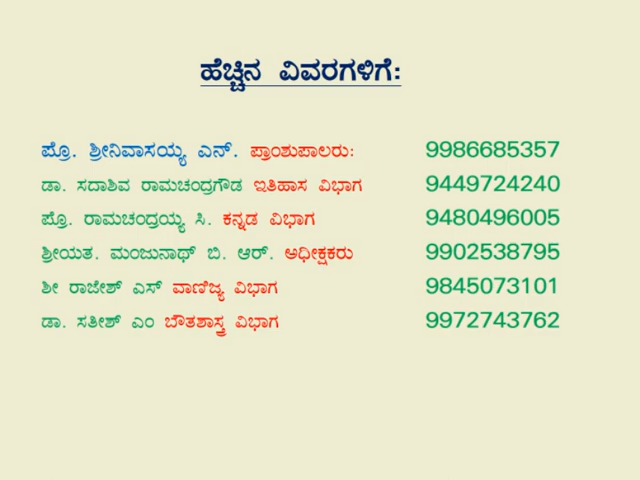 ಹೆಚ್ಚಿನ ವಿವರಗಳಿಗೆ:
ಪ್ರೊ. ಶ್ರೀನಿವಾಸಯ್ಯ ಎನ್. ಪ್ರಾಂಶುಪಾಲರು: 9986685357
ಡಾ. ಸದಾಶಿವ ರಾಮಚಂದ್ರಗೌಡ ಇತಿಹಾಸ ವಿಭಾಗ 9449724240
ಪ್ರೊ. ರಾಮಚಂದ್ರಯ್ಯ ಸಿ. ಕನ್ನಡ ವಿಭಾಗ 9480496005
ಶ್ರೀಯತ. ಮಂಜುನಾಥ್ ಬಿ. ಆರ್. ಅಧೀಕ್ಷಕರು 9902538795
ಶೀ ರಾಜೇಶ್ ಎಸ್ ವಾಣಿಜ್ಯ ವಿಭಾಗ 9845073101
ಡಾ. ಸತೀಶ್ ಎಂ ಬೌತಶಾಸ್ತ್ರ ವಿಭಾಗ 9972743762